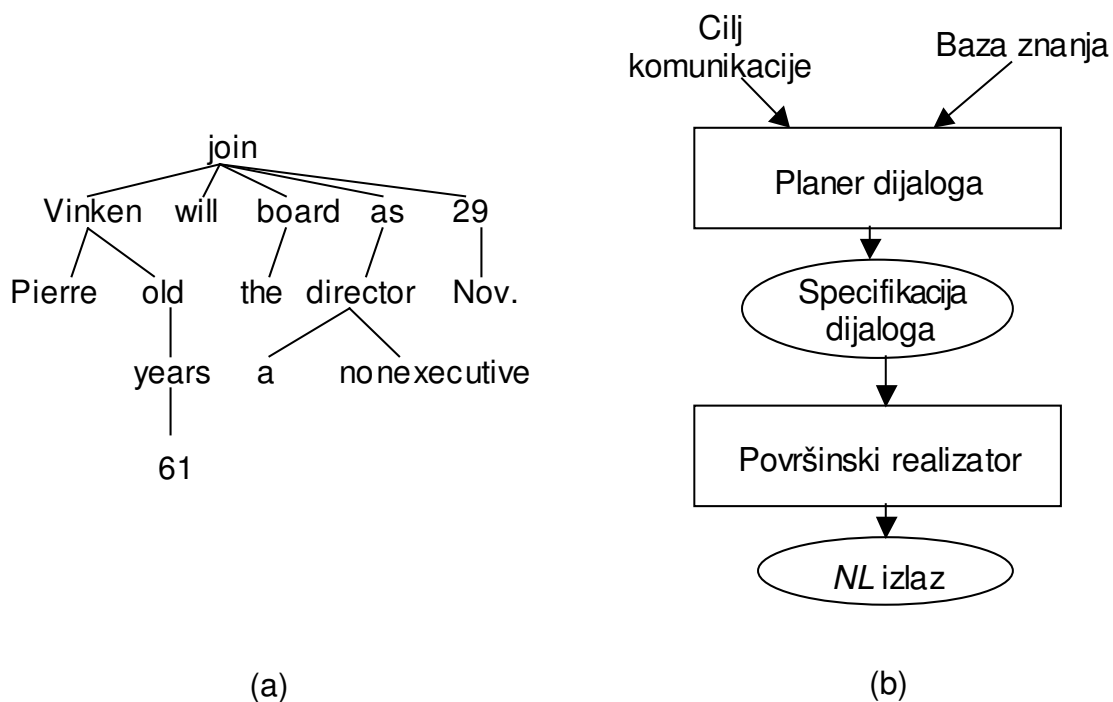 join
Vinken will board as 29
Pierre old the director Nov.
years a nonexecutive
61
(a)
Cilj
komunikacije
Baza znanja
Planer dijaloga
Specifikacija
dijaloga
Površinski realizator
NL izlaz
(b)